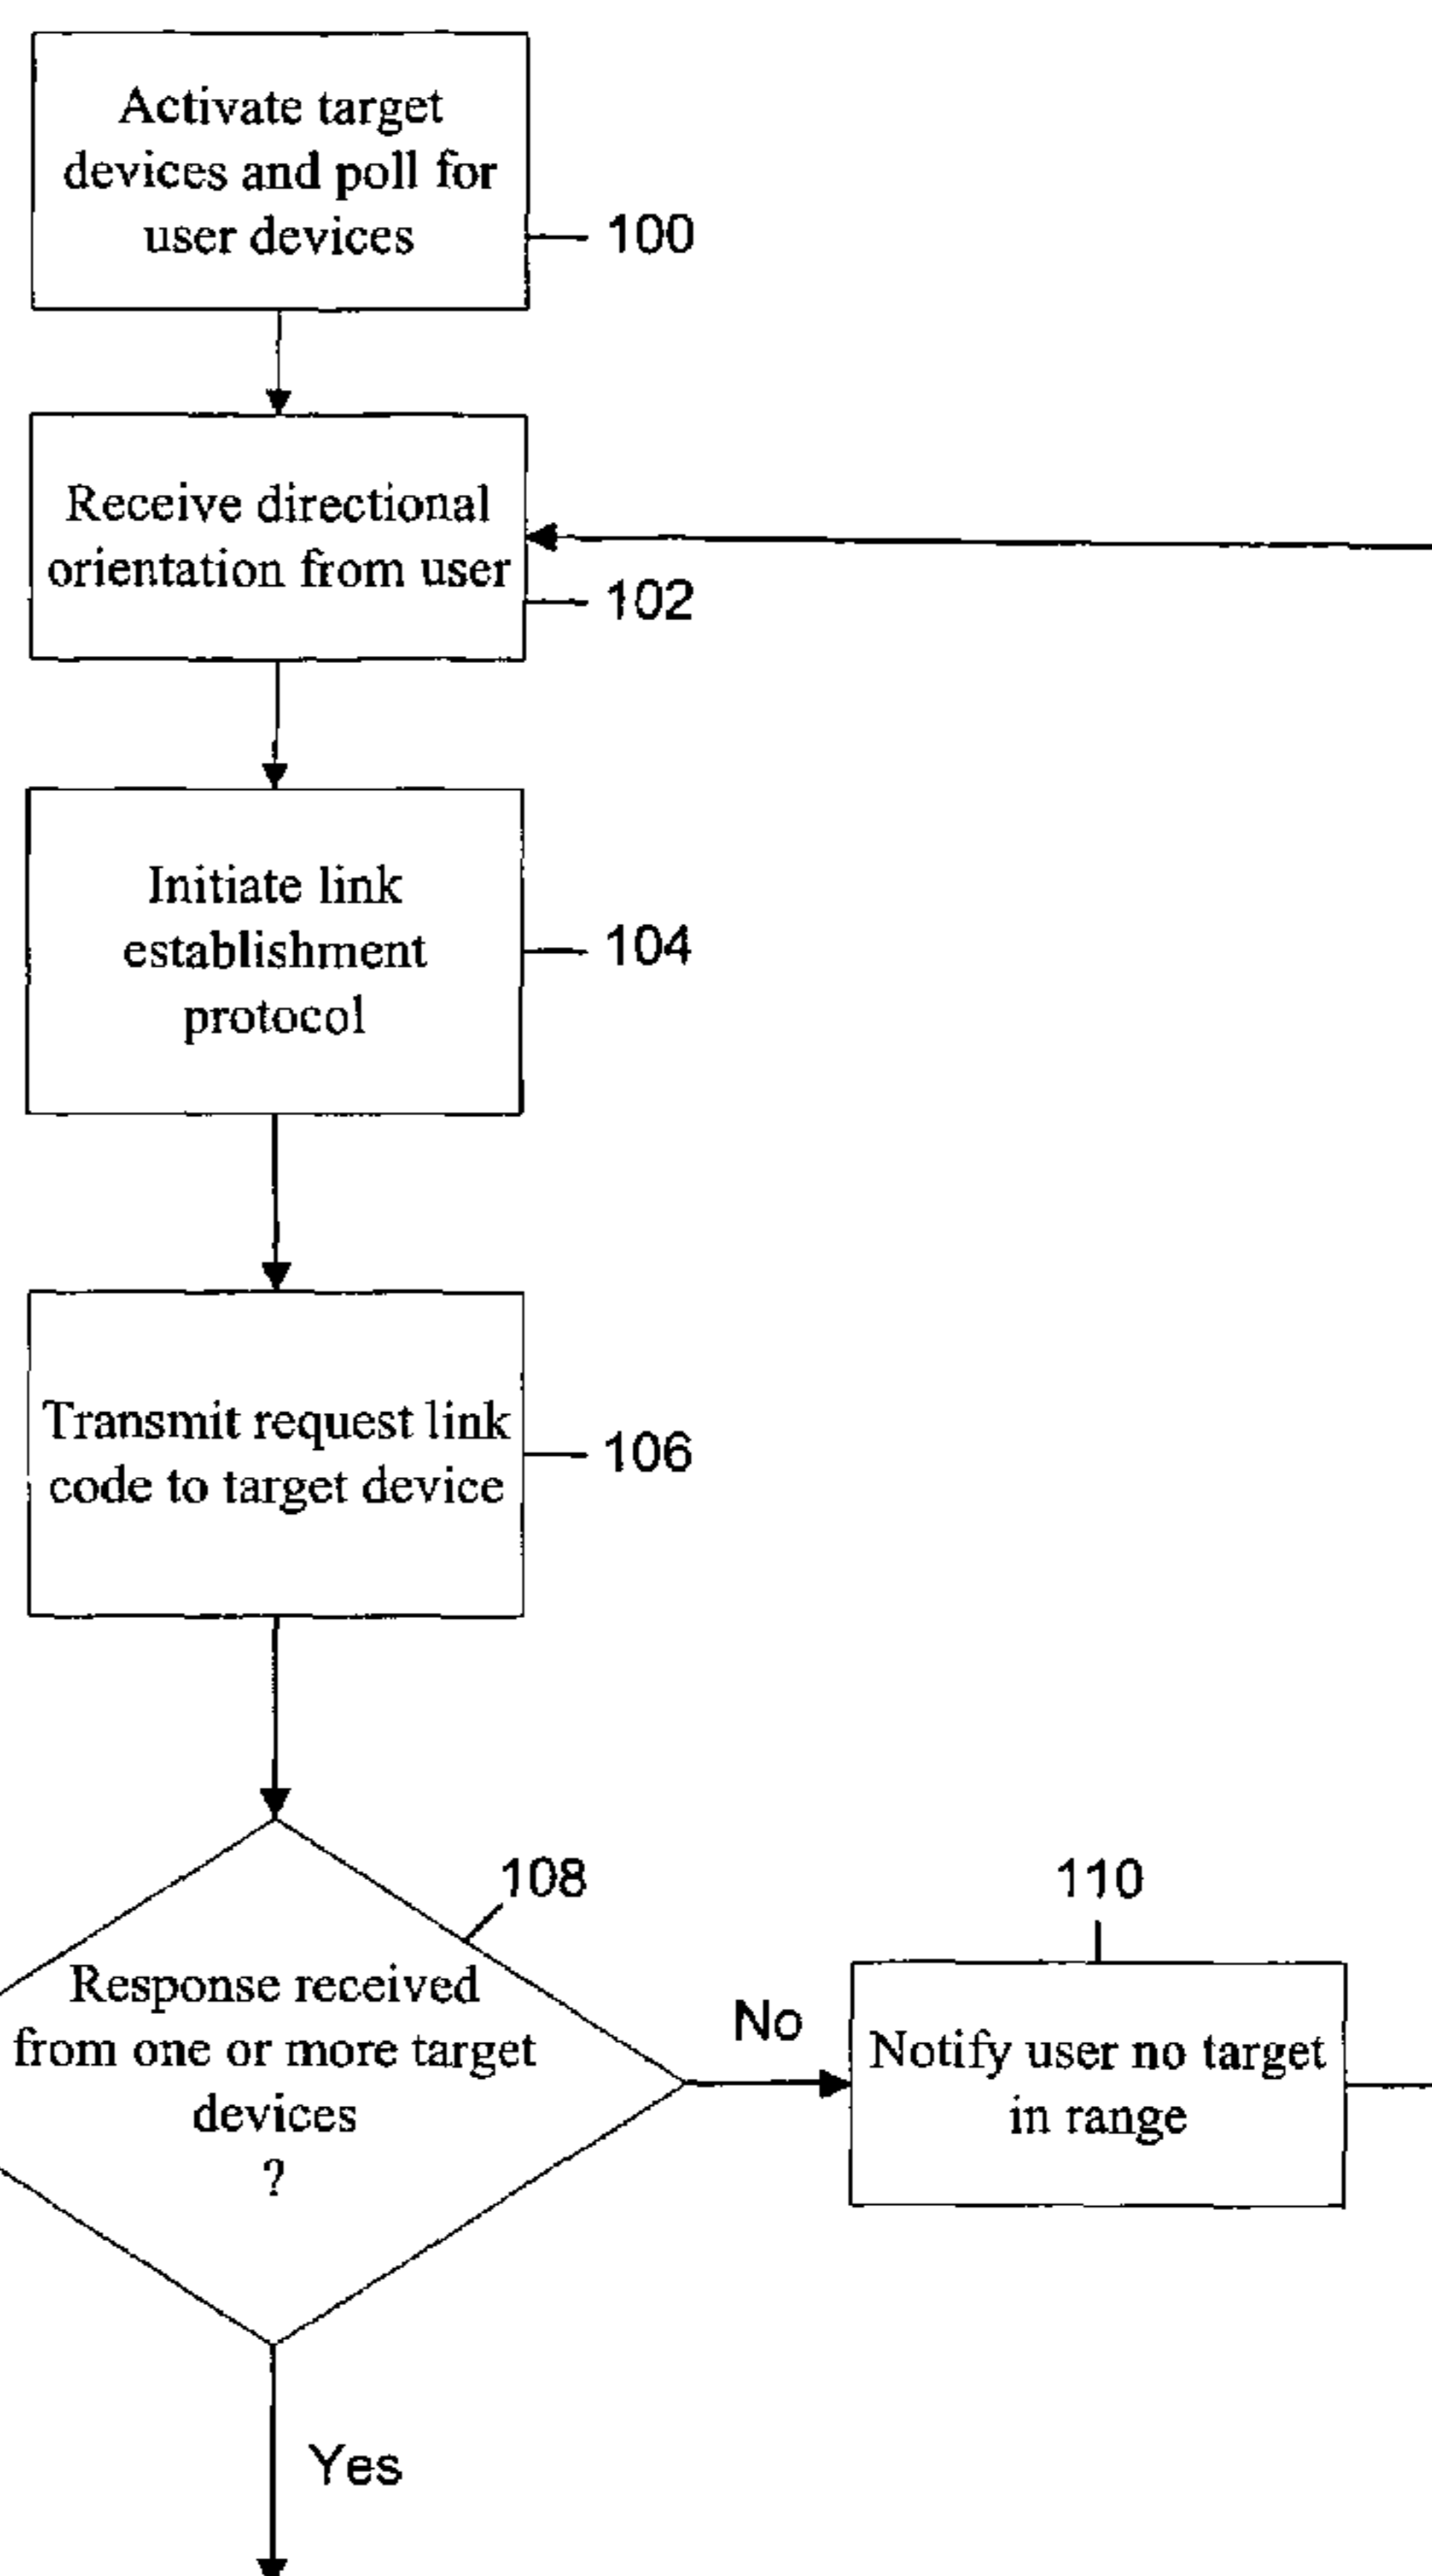 Activate target
devices and poll for
user devices
100
Receive directional
orientation from user
102
Initiate link
establishment
protocol
104
Transmit request link
code to target device
106
108
Response received
from one or more target
devices
?
No
110
Notify user no target
in range
Yes